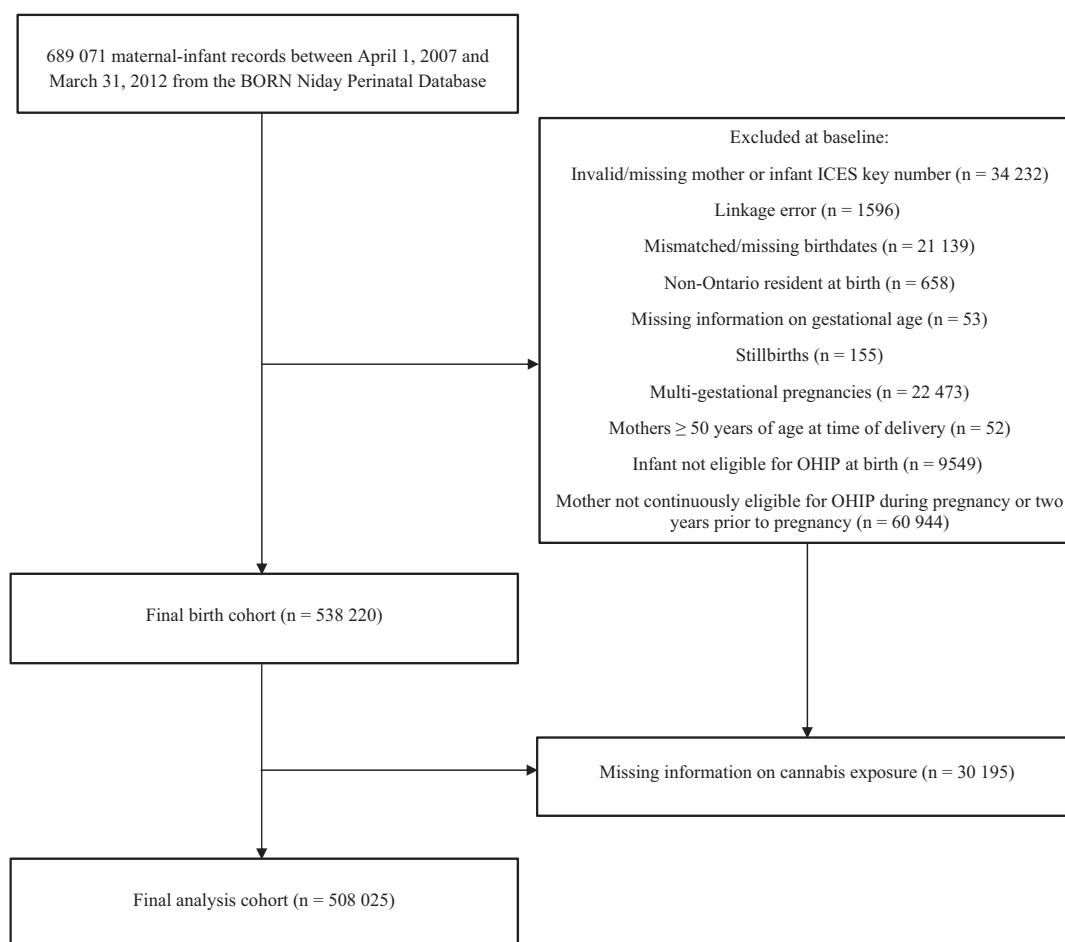 689 071 maternal-infant records between April 1, 2007 and
March 31, 2012 from the BORN Niday Perinatal Database
Excluded at baseline:
Invalid/missing mother or infant ICES key number (n = 34 232)
Linkage error (n = 1596)
Mismatched/missing birthdates (n = 21 139)
Non-Ontario resident at birth (n = 658)
Missing information on gestational age (n = 53)
Stillbirths (n = 155)
Multi-gestational pregnancies (n = 22 473)
Mothers ≥ 50 years of age at time of delivery (n = 52)
Infant not eligible for OHIP at birth (n = 9549)
Mother not continuously eligible for OHIP during pregnancy or two
years prior to pregnancy (n = 60 944)
Final birth cohort (n = 538 220)
Missing information on cannabis exposure (n = 30 195)
Final analysis cohort (n = 508 025)